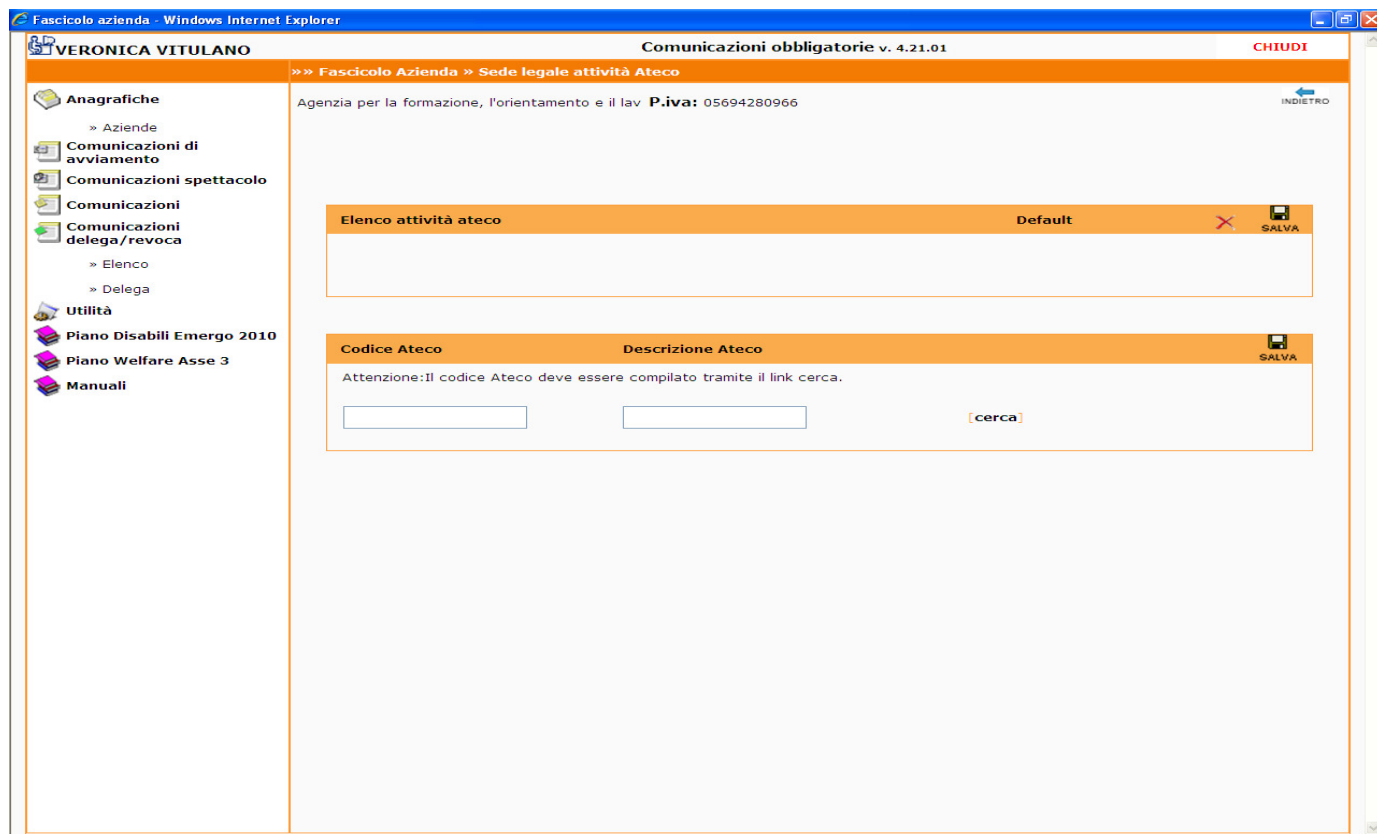 Fascicolo azienda - Windows Internet Explorer
VERONICA VITULANO
Comunicazioni obbligatorie v. 4.21.01
CHIUDI
»» Fascicolo Azienda » Sede legale attività Ateco
Anagrafiche
» Aziende
Comunicazioni di
avviamento
Comunicazioni spettacolo
Comunicazioni
Comunicazioni
delega/revoca
» Elenco
» Delega
Utilità
Piano Disabili Emergo 2010
Piano Welfare Asse 3
Manuali
Agenzia per la formazione, l'orientamento e il lav P.iva: 05694280966
INDIETRO
Elenco attività ateco Default SALVA
Codice Ateco Descrizione Ateco SALVA
Attenzione:Il codice Ateco deve essere compilato tramite il link cerca.
[cerca]